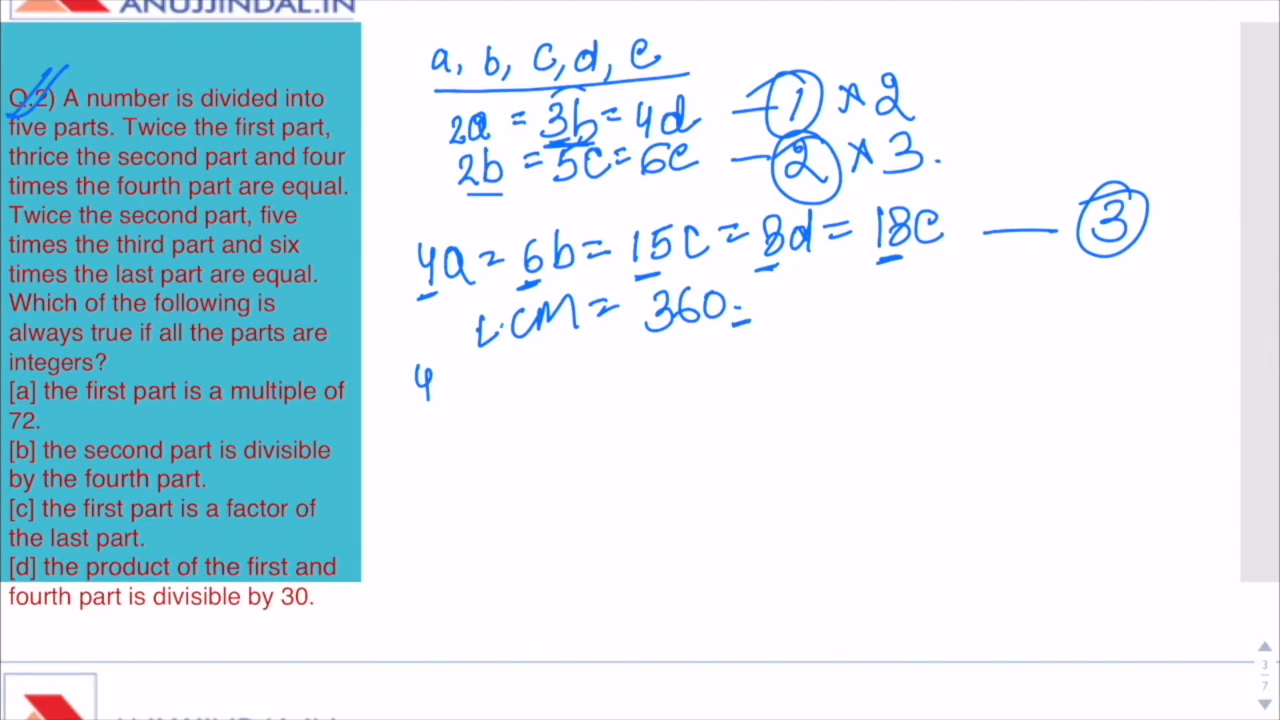 ANUJJINDAL.IN
Q.2) A number is divided into
five parts. Twice the first part,
thrice the second part and four
times the fourth part are equal.
Twice the second part, five
times the third part and six
times the last part are equal.
Which of the following is
always true if all the parts are
integers?
[a] the first part is a multiple of
72.
[b] the second part is divisible
by the fourth part.
[c] the first part is a factor of
the last part.
[d] the product of the first and
fourth part is divisible by 30.
a, b, c, d, e
2a = 3b = 4d — 1 × 2
2b = 5c = 6e — 2 × 3.
4a = 6b = 15c = 8d = 18e — 3
L.CM = 360
4
3
7